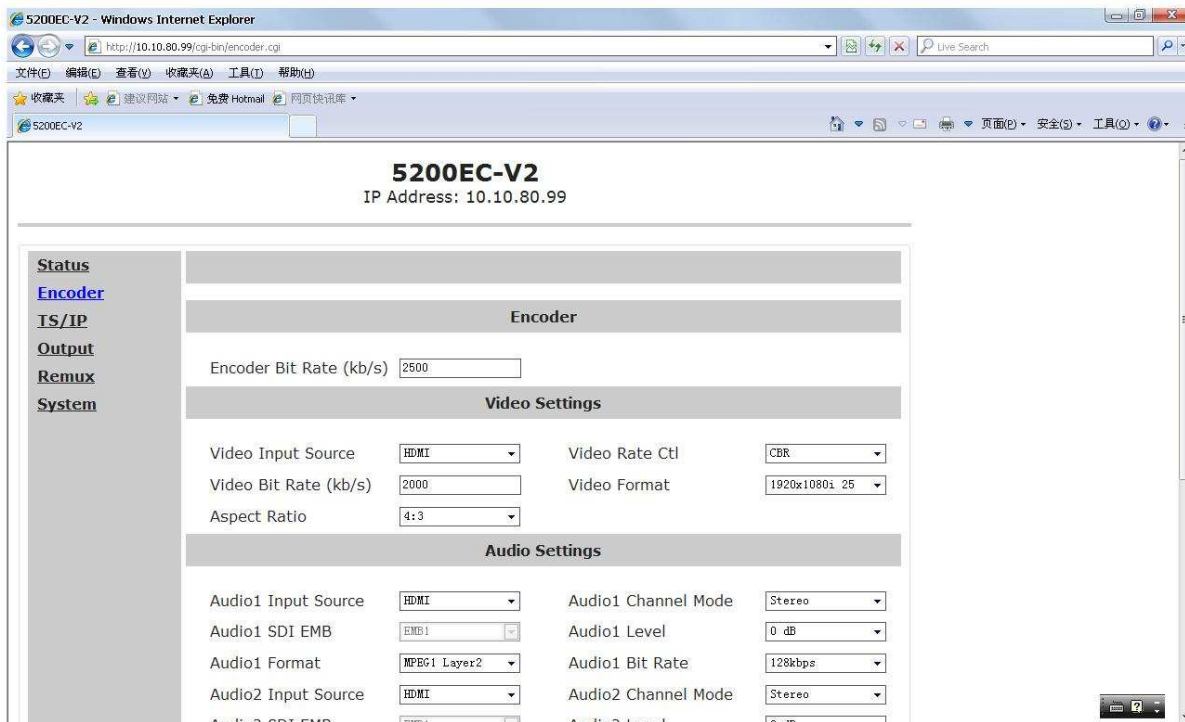 5200EC-V2 - Windows Internet Explorer
http://10.10.80.99/cgi-bin/encoder.cgi
Live Search
文件(F) 编辑(E) 查看(V) 收藏夹(A) 工具(T) 帮助(H)
收藏夹 建议网站 免费 Hotmail 网页快讯库
5200EC-V2
页面(P) 安全(S) 工具(O)
5200EC-V2
IP Address: 10.10.80.99
Status
Encoder
TS/IP
Output
Remux
System
Encoder
Encoder Bit Rate (kb/s) 2500
Video Settings
Video Input Source HDMI Video Rate Ctl CBR
Video Bit Rate (kb/s) 2000 Video Format 1920x1080i 25
Aspect Ratio 4:3
Audio Settings
Audio1 Input Source HDMI Audio1 Channel Mode Stereo
Audio1 SDI EMB EMB1 Audio1 Level 0 dB
Audio1 Format MPEG1 Layer2 Audio1 Bit Rate 128kbps
Audio2 Input Source HDMI Audio2 Channel Mode Stereo